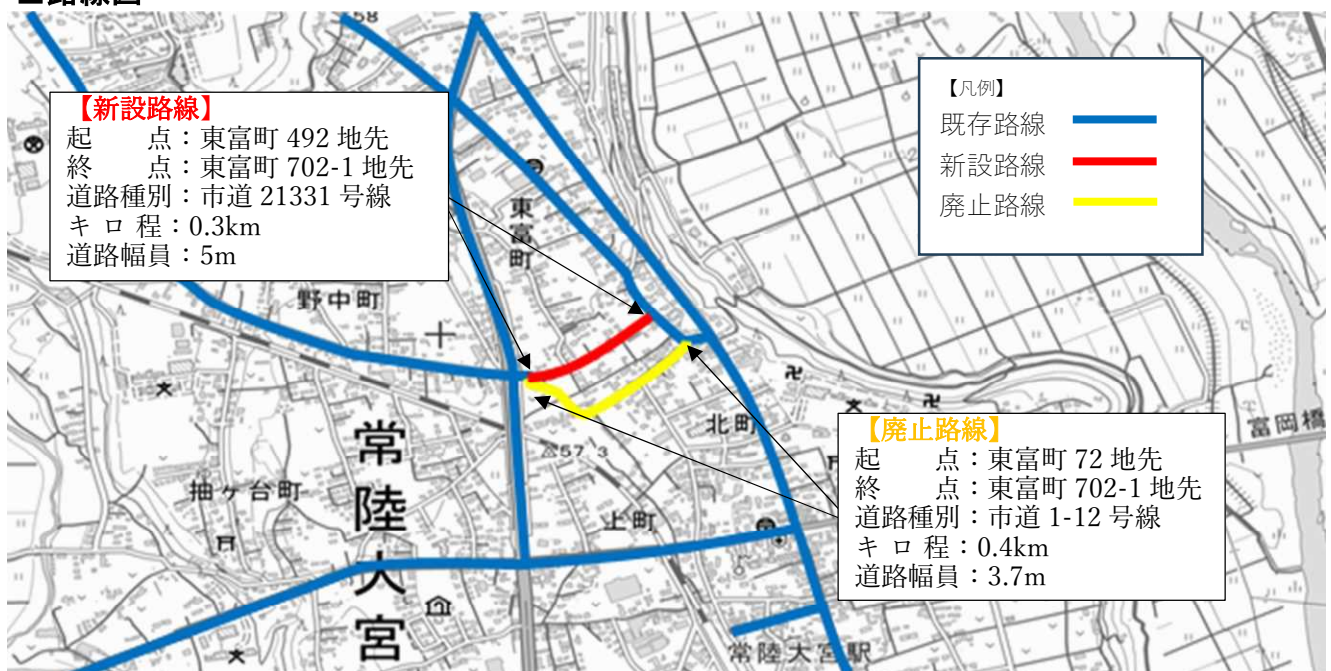 58
【新設路線】
起　　点：東富町 492 地先
終　　点：東富町 702-1 地先
道路種別：市道 21331 号線
キ ロ 程：0.3km
道路幅員：5m
【凡例】
既存路線
新設路線
廃止路線
東富町
野中町
北町
富岡橋
【廃止路線】
起　　点：東富町 72 地先
終　　点：東富町 702-1 地先
道路種別：市道 1-12 号線
キ ロ 程：0.4km
道路幅員：3.7m
57.3
抽ヶ台町
上町
常陸大宮
常陸大宮駅